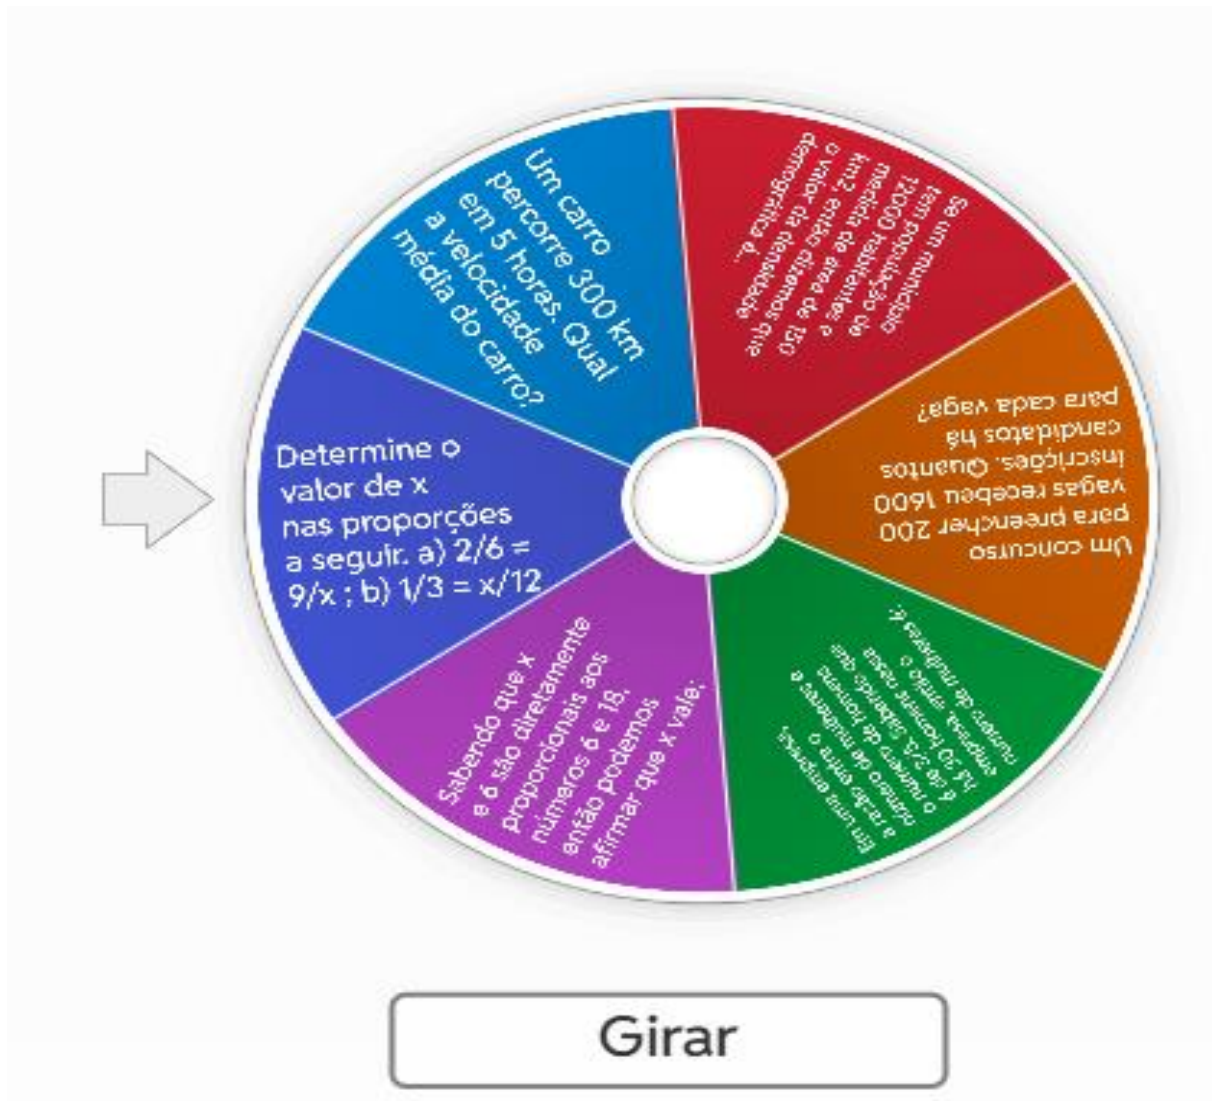 Um carro
percorre 300 km
em 5 horas. Qual
a velocidade
média do carro?
Se um município
tem população de
12000 habitantes e
medida de área de 150
km2, então dizemos que
o valor da densidade
demográfica é...
Um concurso
para preencher 200
vagas recebeu 1600
inscrições. Quantos
candidatos há
para cada vaga?
Em uma empresa,
a razão entre o
número de mulheres e
o número de homens
é de 2/3. Sabendo que
há 30 homens nessa
empresa, então o
número de mulheres é:
Sabendo que x
e 6 são diretamente
proporcionais aos
números 6 e 18,
então podemos
afirmar que x vale:
Determine o
valor de x
nas proporções
a seguir. a) 2/6 =
9/x ; b) 1/3 = x/12
Girar